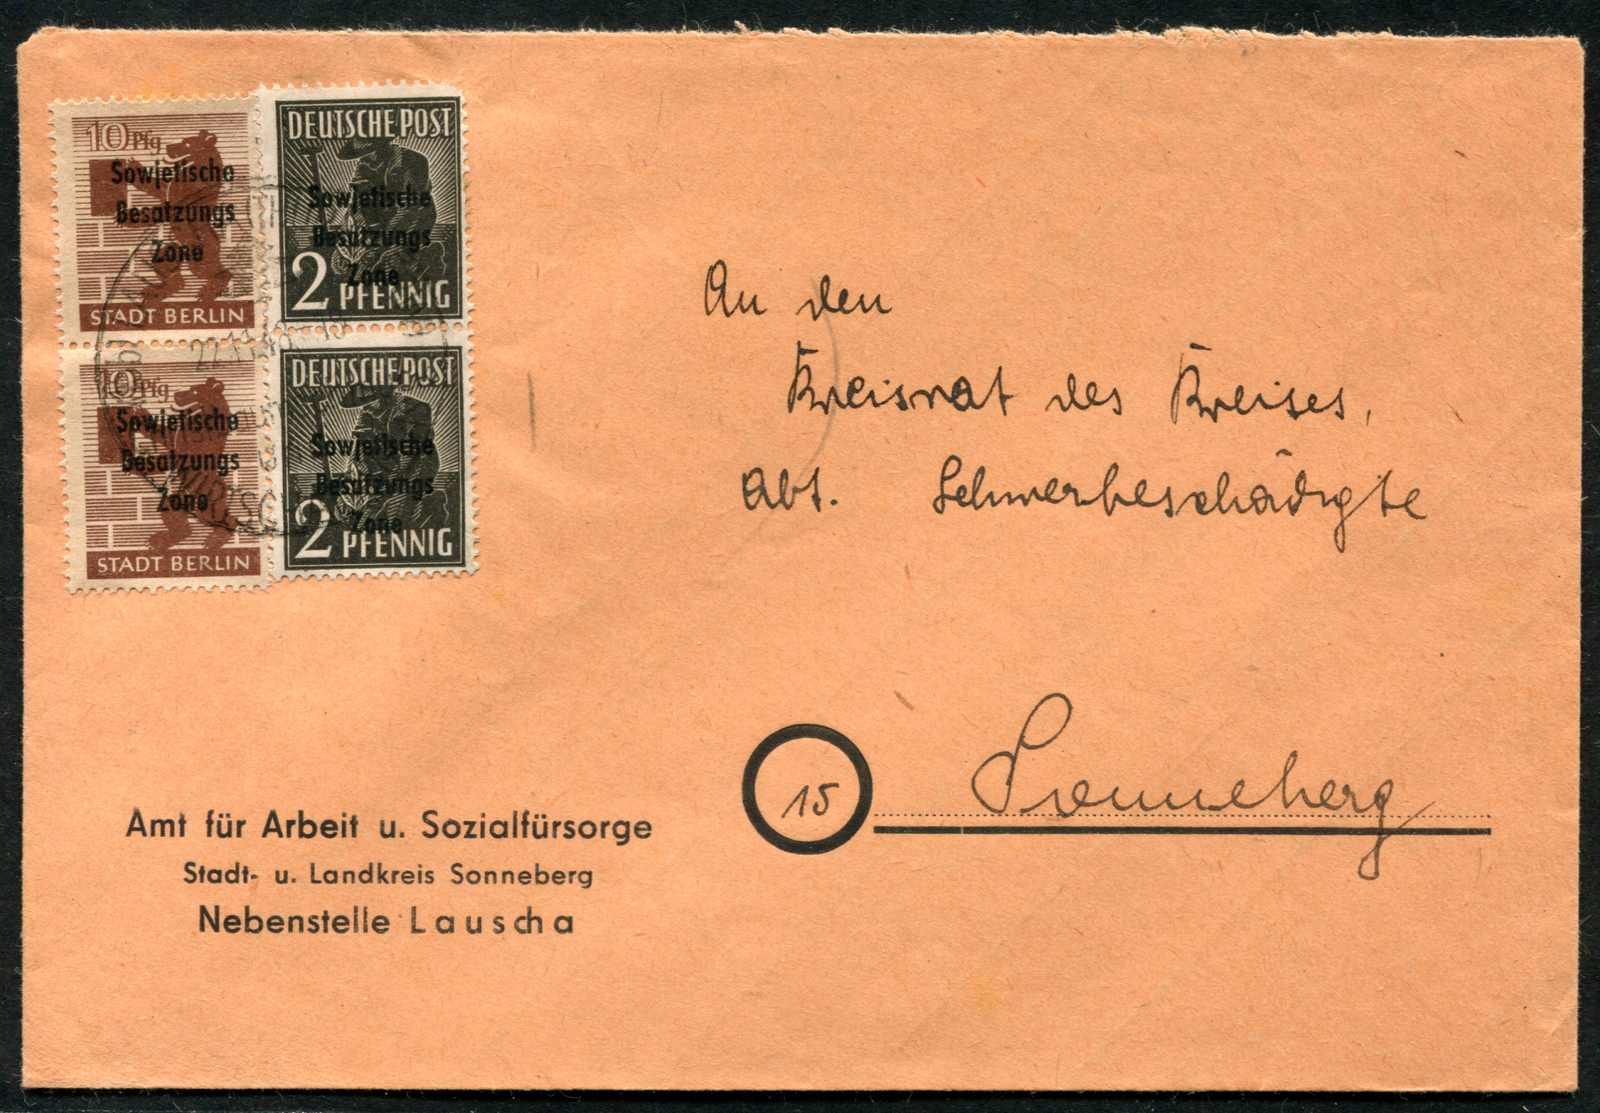 10 Pfg
Sowjetische
Besatzungs
Zone
STADT BERLIN
DEUTSCHE POST
Sowjetische
Besatzungs
Zone
2 PFENNIG
10 Pfg
Sowjetische
Besatzungs
Zone
STADT BERLIN
DEUTSCHE POST
Sowjetische
Besatzungs
Zone
2 PFENNIG
An den
Kreisrat des Kreises,
Abt. Schwerbeschädigte
15 Sonneberg
Amt für Arbeit u. Sozialfürsorge
Stadt- u. Landkreis Sonneberg
Nebenstelle Lauscha